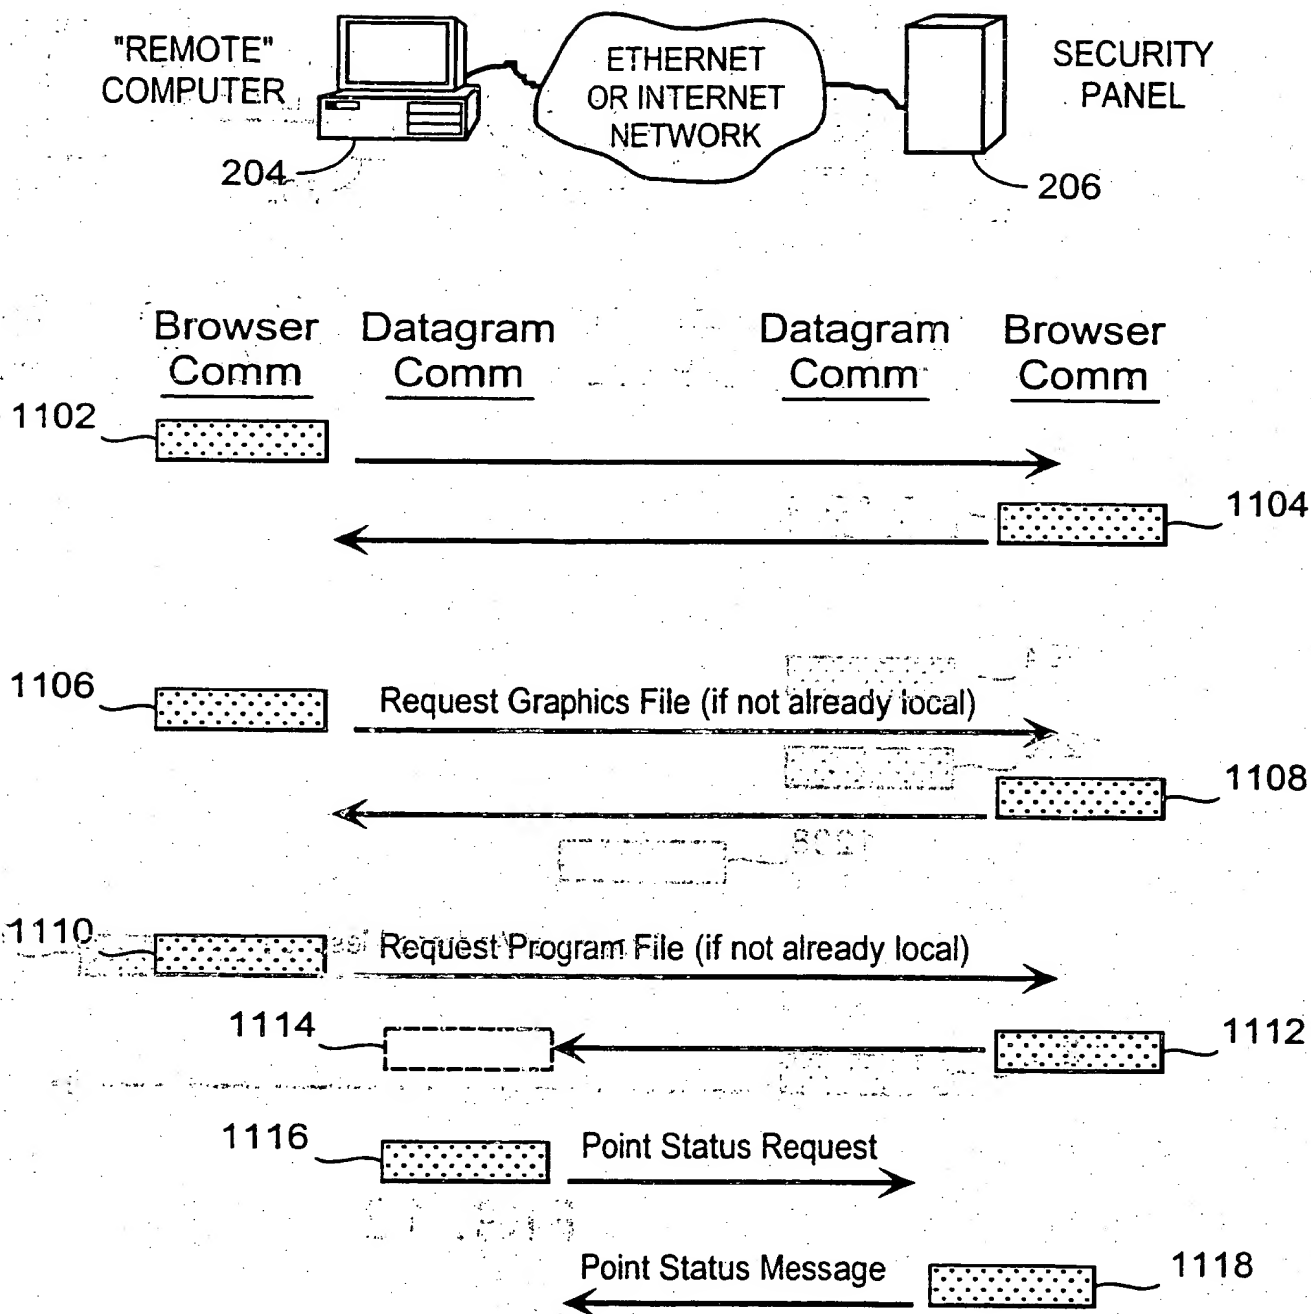 "REMOTE"
COMPUTER
ETHERNET
OR INTERNET
NETWORK
SECURITY
PANEL
204
206
Browser
Comm
Datagram
Comm
Datagram
Comm
Browser
Comm
1102
1104
1106
Request Graphics File (if not already local)
1108
1110
Request Program File (if not already local)
1114
1112
1116
Point Status Request
Point Status Message
1118